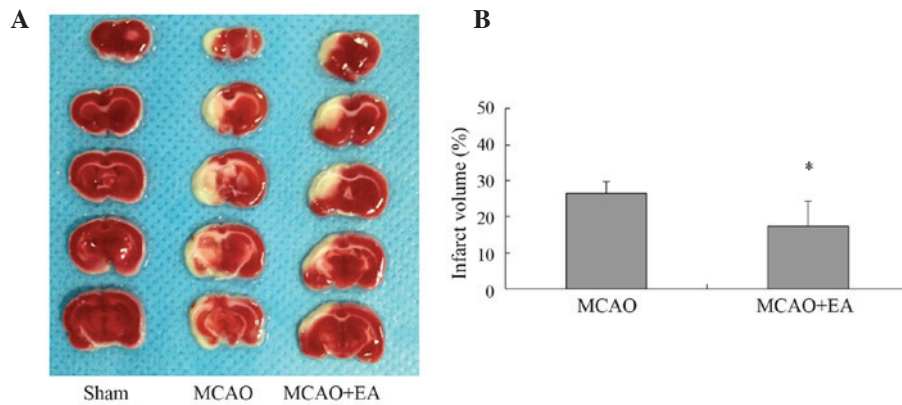 A
Sham MCAO MCAO+EA
B
Infarct volume (%)
50
40
30
20
10
0
*
MCAO MCAO+EA